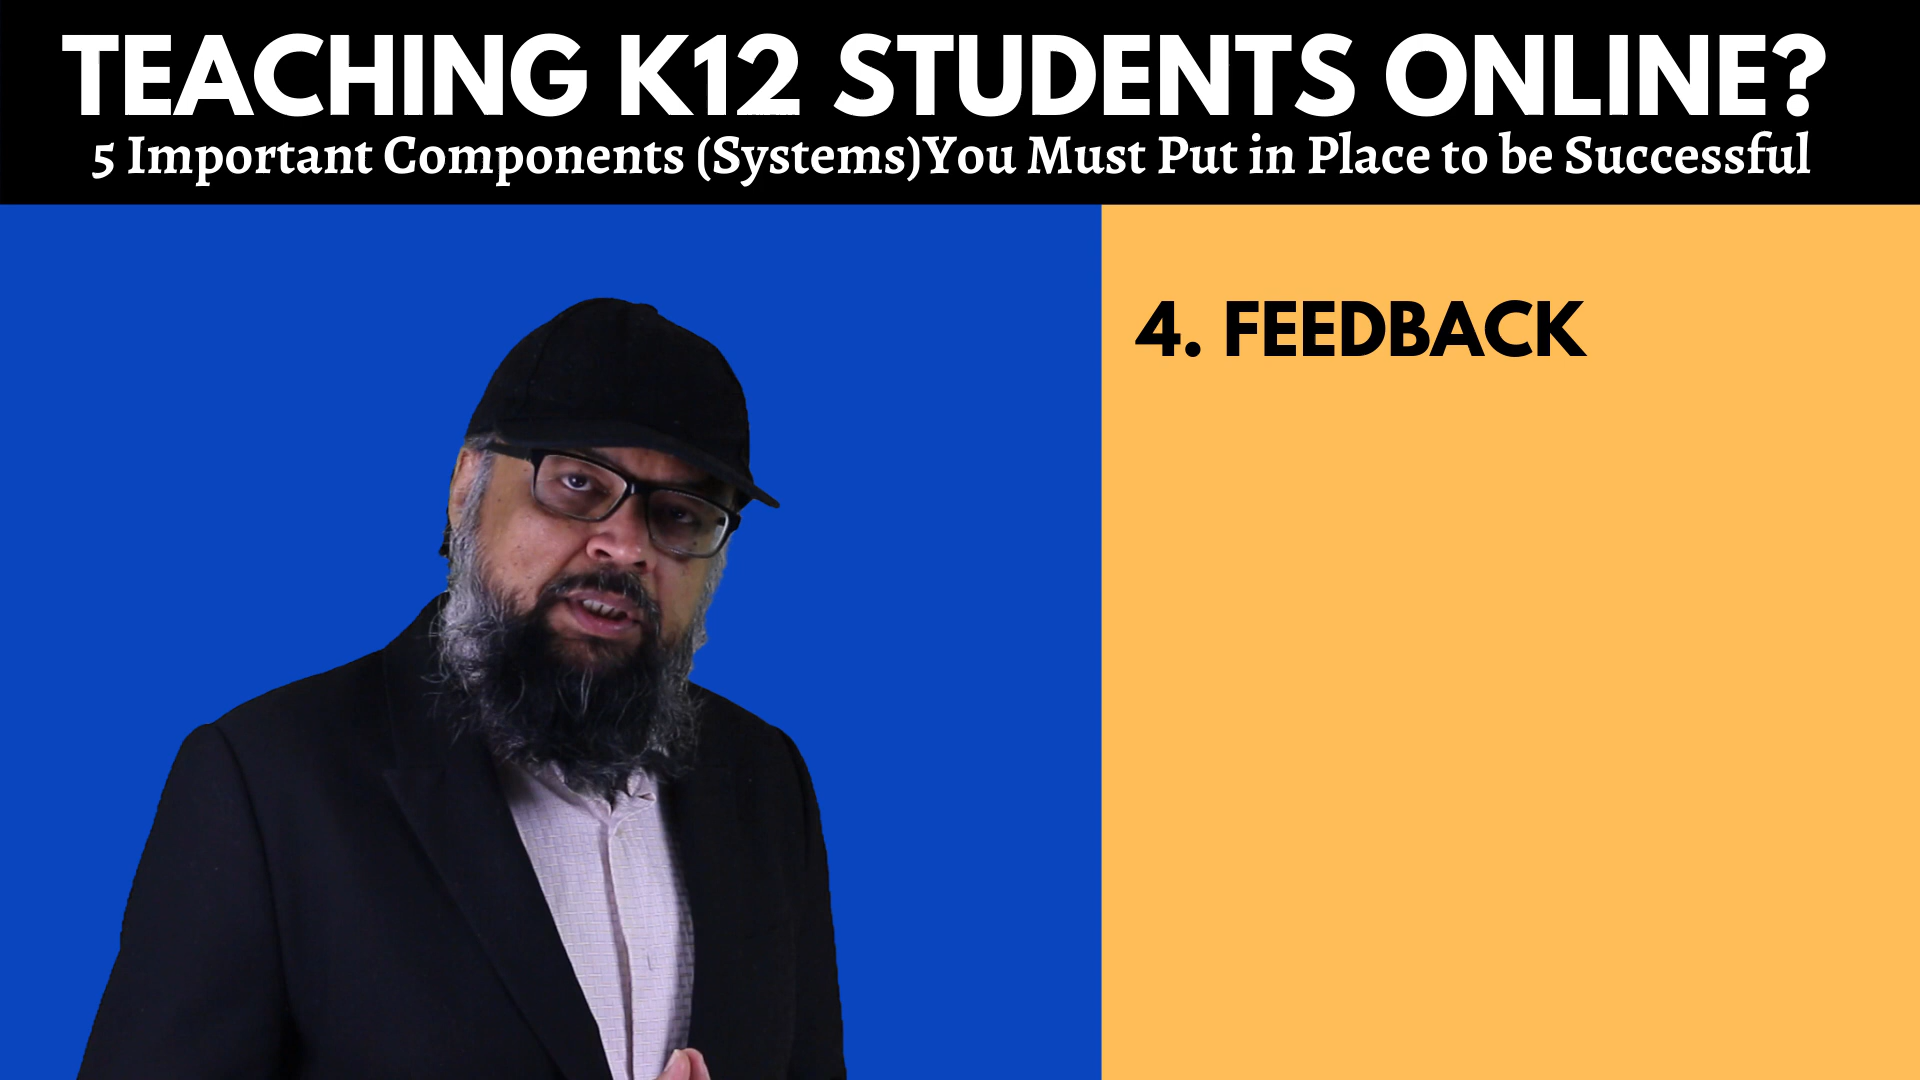 TEACHING K12 STUDENTS ONLINE?
5 Important Components (Systems)You Must Put in Place to be Successful
4. FEEDBACK